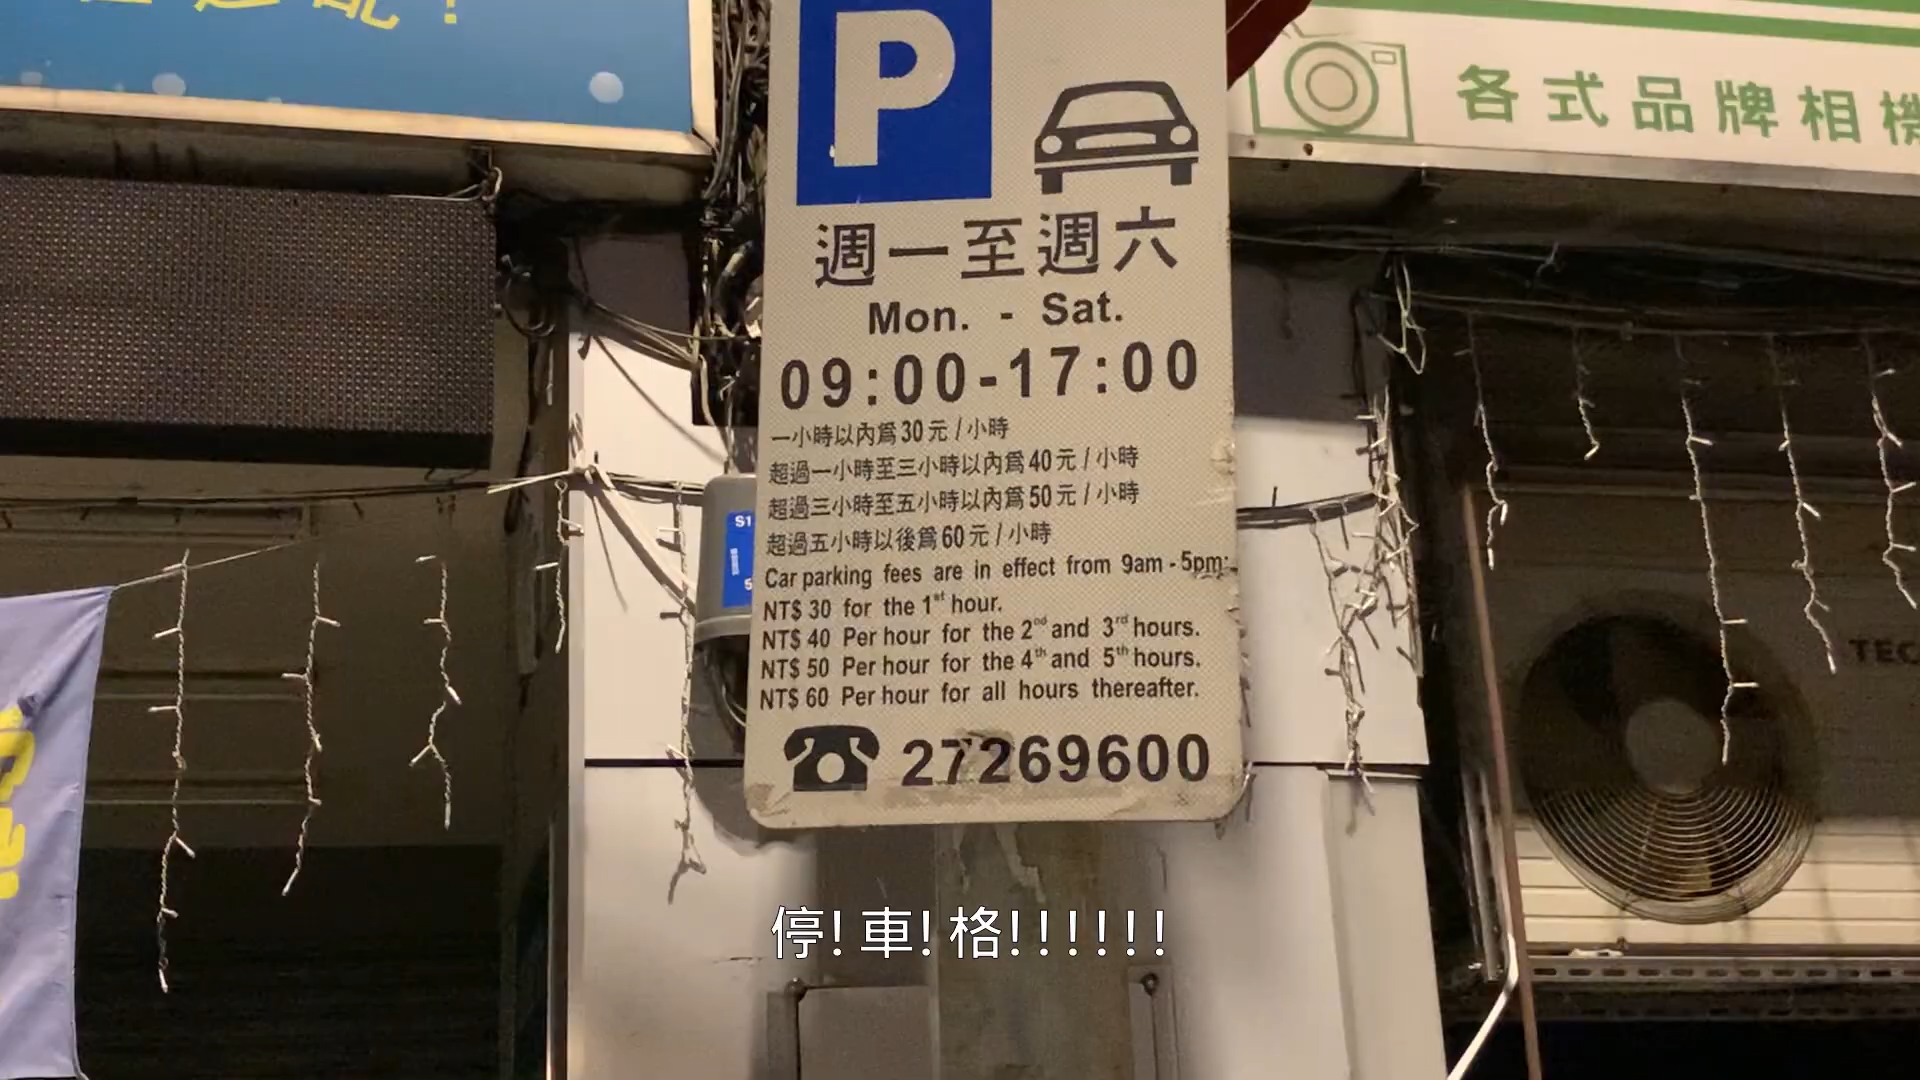 P
各式品牌相機
週一至週六
Mon. - Sat.
09:00-17:00
一小時以內為30元/小時
超過一小時至三小時以內為40元/小時
超過三小時至五小時以內為50元/小時
超過五小時以後為60元/小時
Car parking fees are in effect from 9am - 5pm:
NT$ 30 for the 1st hour.
NT$ 40 Per hour for the 2nd and 3rd hours.
NT$ 50 Per hour for the 4th and 5th hours.
NT$ 60 Per hour for all hours thereafter.
27269600
S1
TEC
停! 車! 格!!!!!!